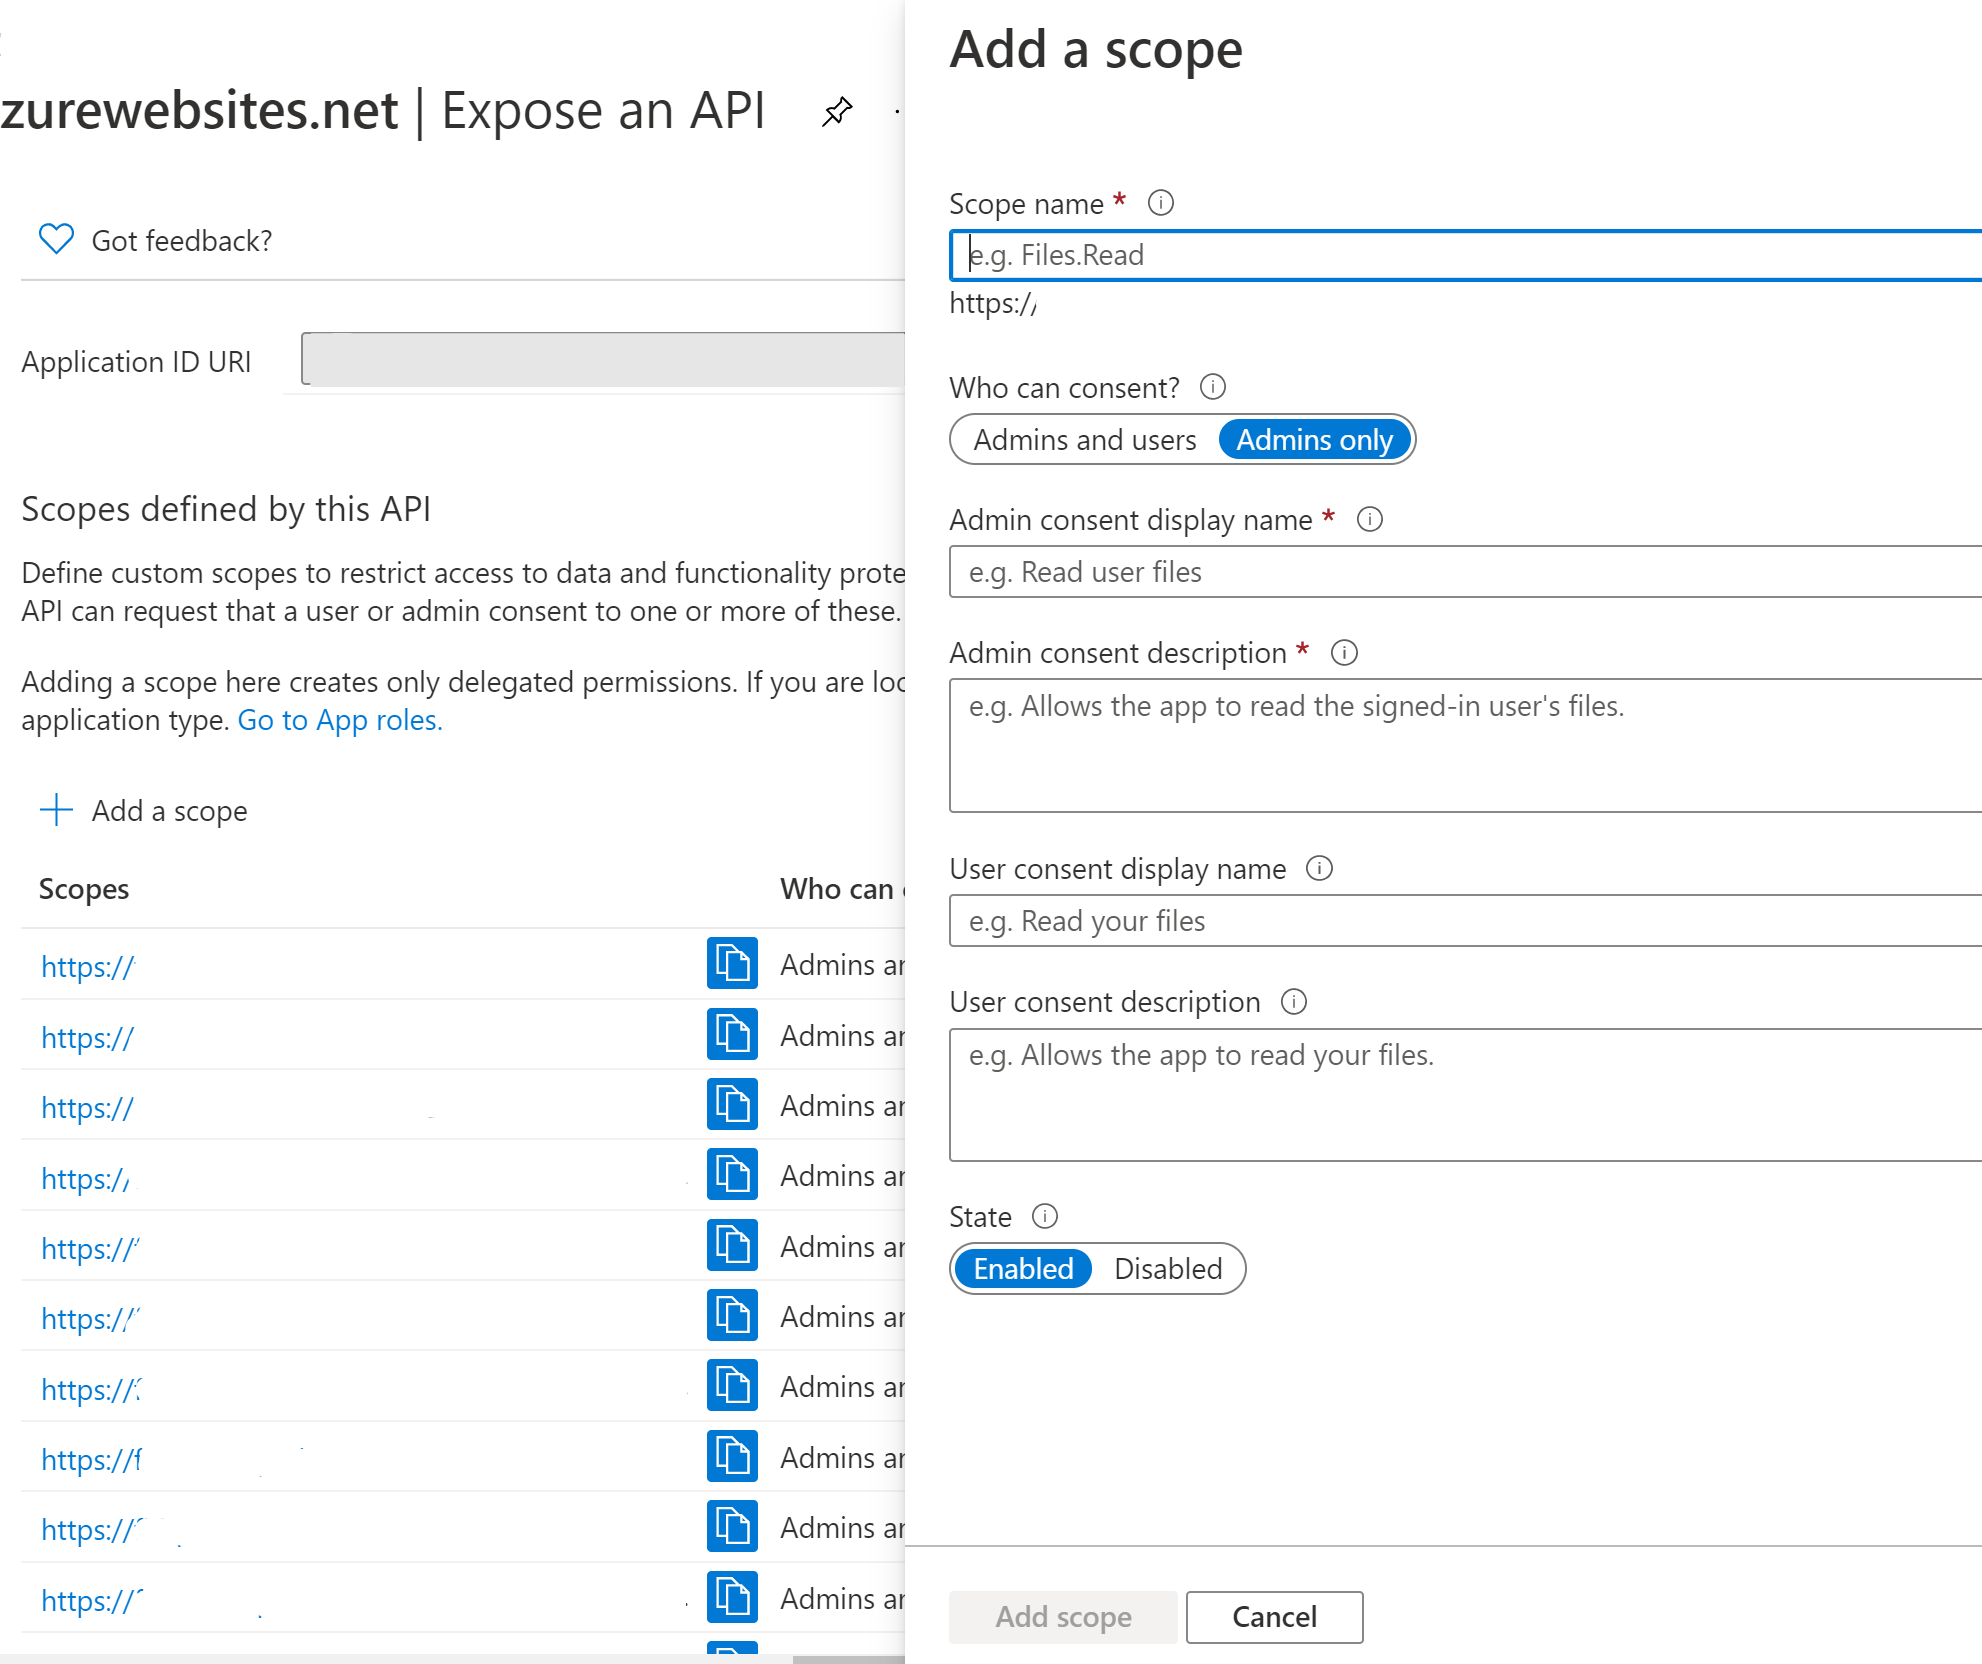 zurewebsites.net | Expose an API
Got feedback?
Application ID URI
Scopes defined by this API
Define custom scopes to restrict access to data and functionality prote
API can request that a user or admin consent to one or more of these.
Adding a scope here creates only delegated permissions. If you are loo
application type. Go to App roles.
Add a scope
Scopes
Who can
https://
Admins ar
https://
Admins ar
https://
Admins ar
https://
Admins ar
https://
Admins ar
https://
Admins ar
https://
Admins ar
https://f
Admins ar
https://
Admins ar
https://
Admins ar
Add a scope
Scope name *
e.g. Files.Read
https://
Who can consent?
Admins and users
Admins only
Admin consent display name *
e.g. Read user files
Admin consent description *
e.g. Allows the app to read the signed-in user's files.
User consent display name
e.g. Read your files
User consent description
e.g. Allows the app to read your files.
State
Enabled
Disabled
Add scope
Cancel